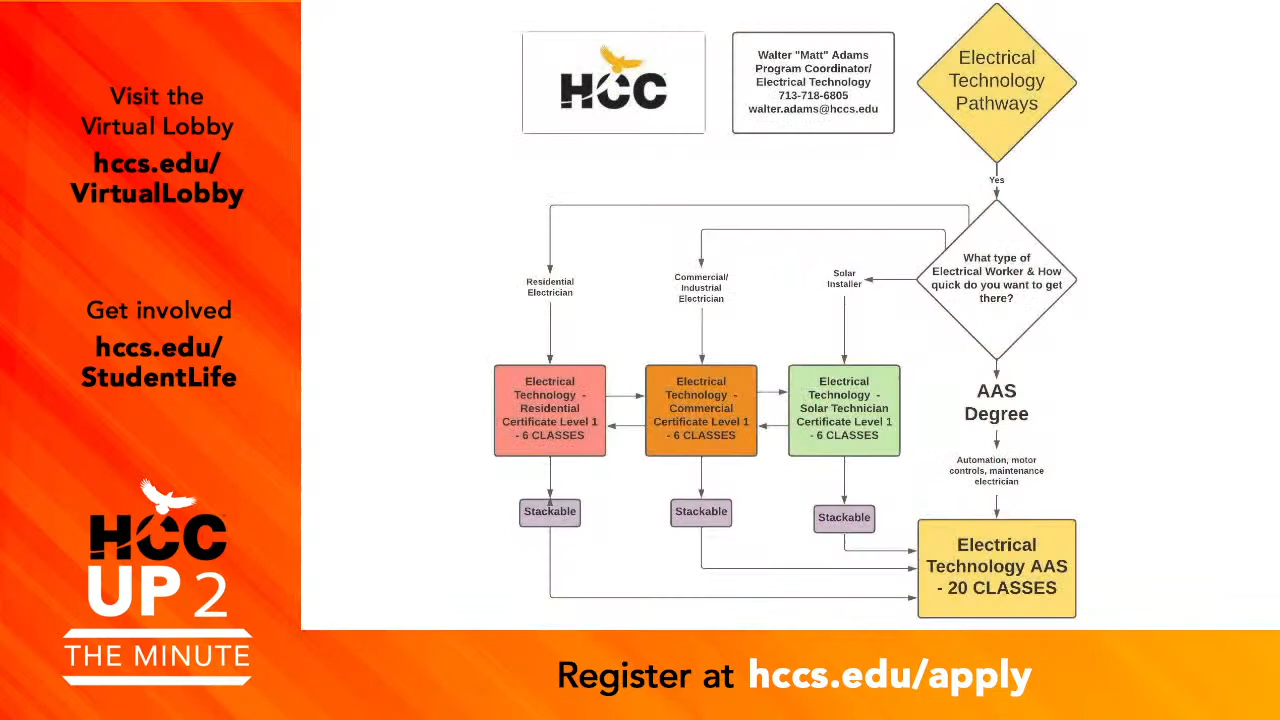 Visit the
Virtual Lobby
hccs.edu/
VirtualLobby
Get involved
hccs.edu/
StudentLife
HCC
UP 2
THE MINUTE
HCC
Walter "Matt" Adams
Program Coordinator/
Electrical Technology
713-718-6805
walter.adams@hccs.edu
Electrical
Technology
Pathways
Yes
What type of
Electrical Worker & How
quick do you want to get
there?
Residential
Electrician
Commercial/
Industrial
Electrician
Solar
Installer
Electrical
Technology -
Residential
Certificate Level 1
- 6 CLASSES
Electrical
Technology -
Commercial
Certificate Level 1
- 6 CLASSES
Electrical
Technology -
Solar Technician
Certificate Level 1
- 6 CLASSES
AAS
Degree
Automation, motor
controls, maintenance
electrician
Stackable
Stackable
Stackable
Electrical
Technology AAS
- 20 CLASSES
Register at hccs.edu/apply